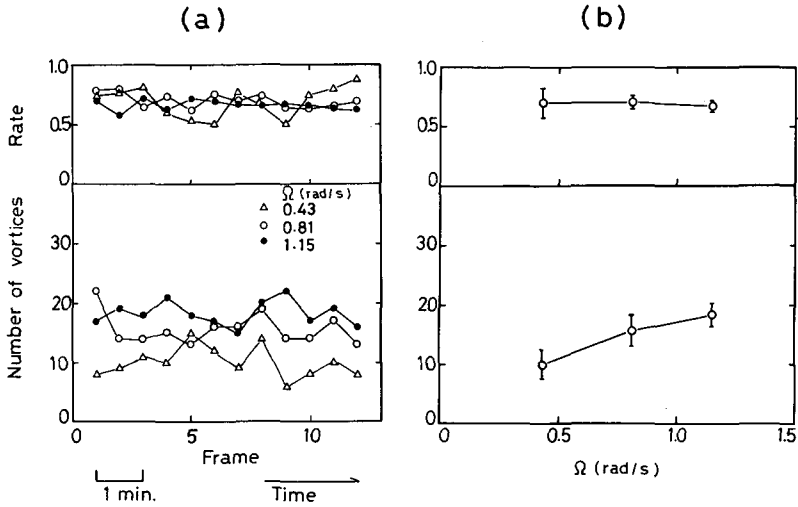 (a)
(b)
Rate
1.0
0.5
0
Number of vortices
30
20
10
0
Ω (rad/s)
△ 0.43
○ 0.81
● 1.15
0 5 10
Frame
1 min.
Time
1.0
0.5
0
30
20
10
0
0 0.5 1.0 1.5
Ω (rad/s)